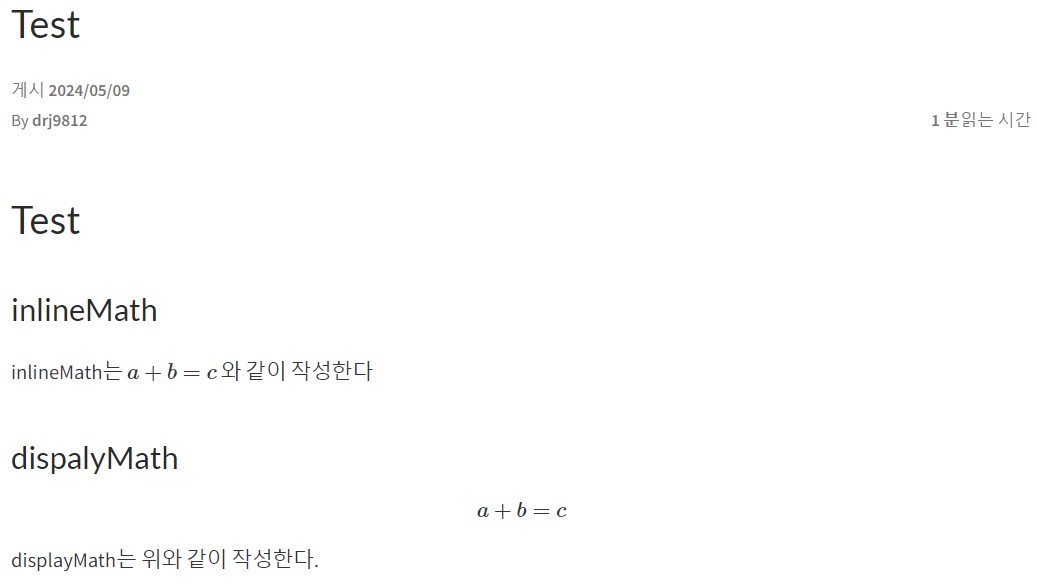 Test
게시 2024/05/09
By drj9812 1 분읽는 시간
Test
inlineMath
inlineMath는 a + b = c 와 같이 작성한다
dispalyMath
a + b = c
displayMath는 위와 같이 작성한다.